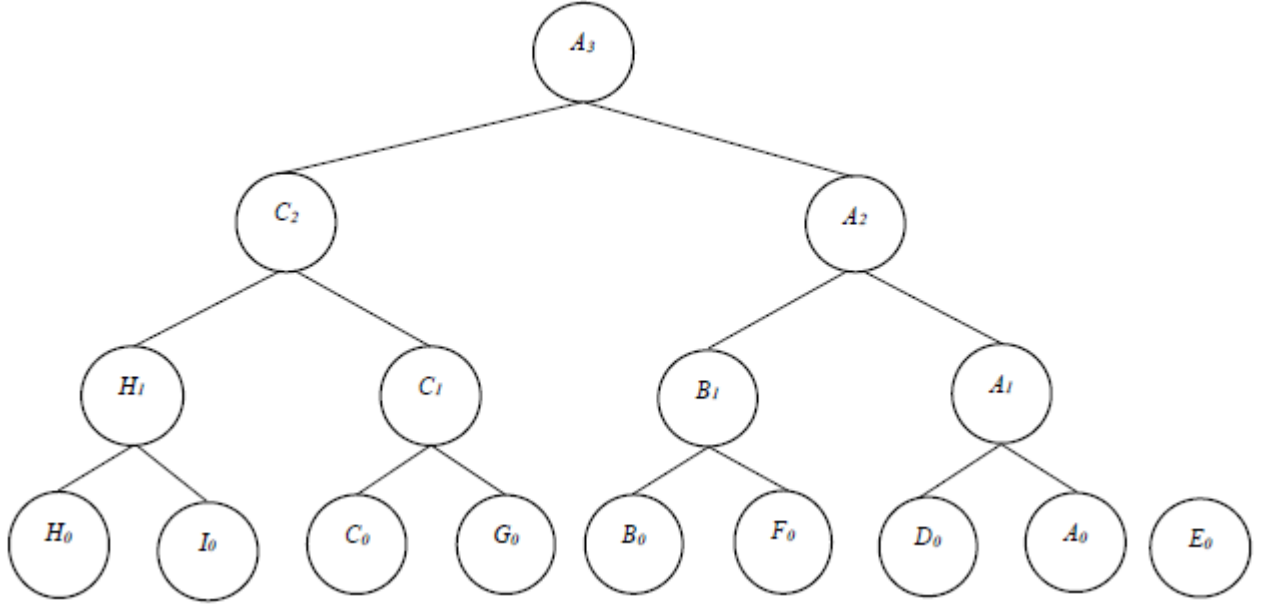 A₃
C₂ A₂
H₁ C₁ B₁ A₁
H₀ I₀ C₀ G₀ B₀ F₀ D₀ A₀ E₀